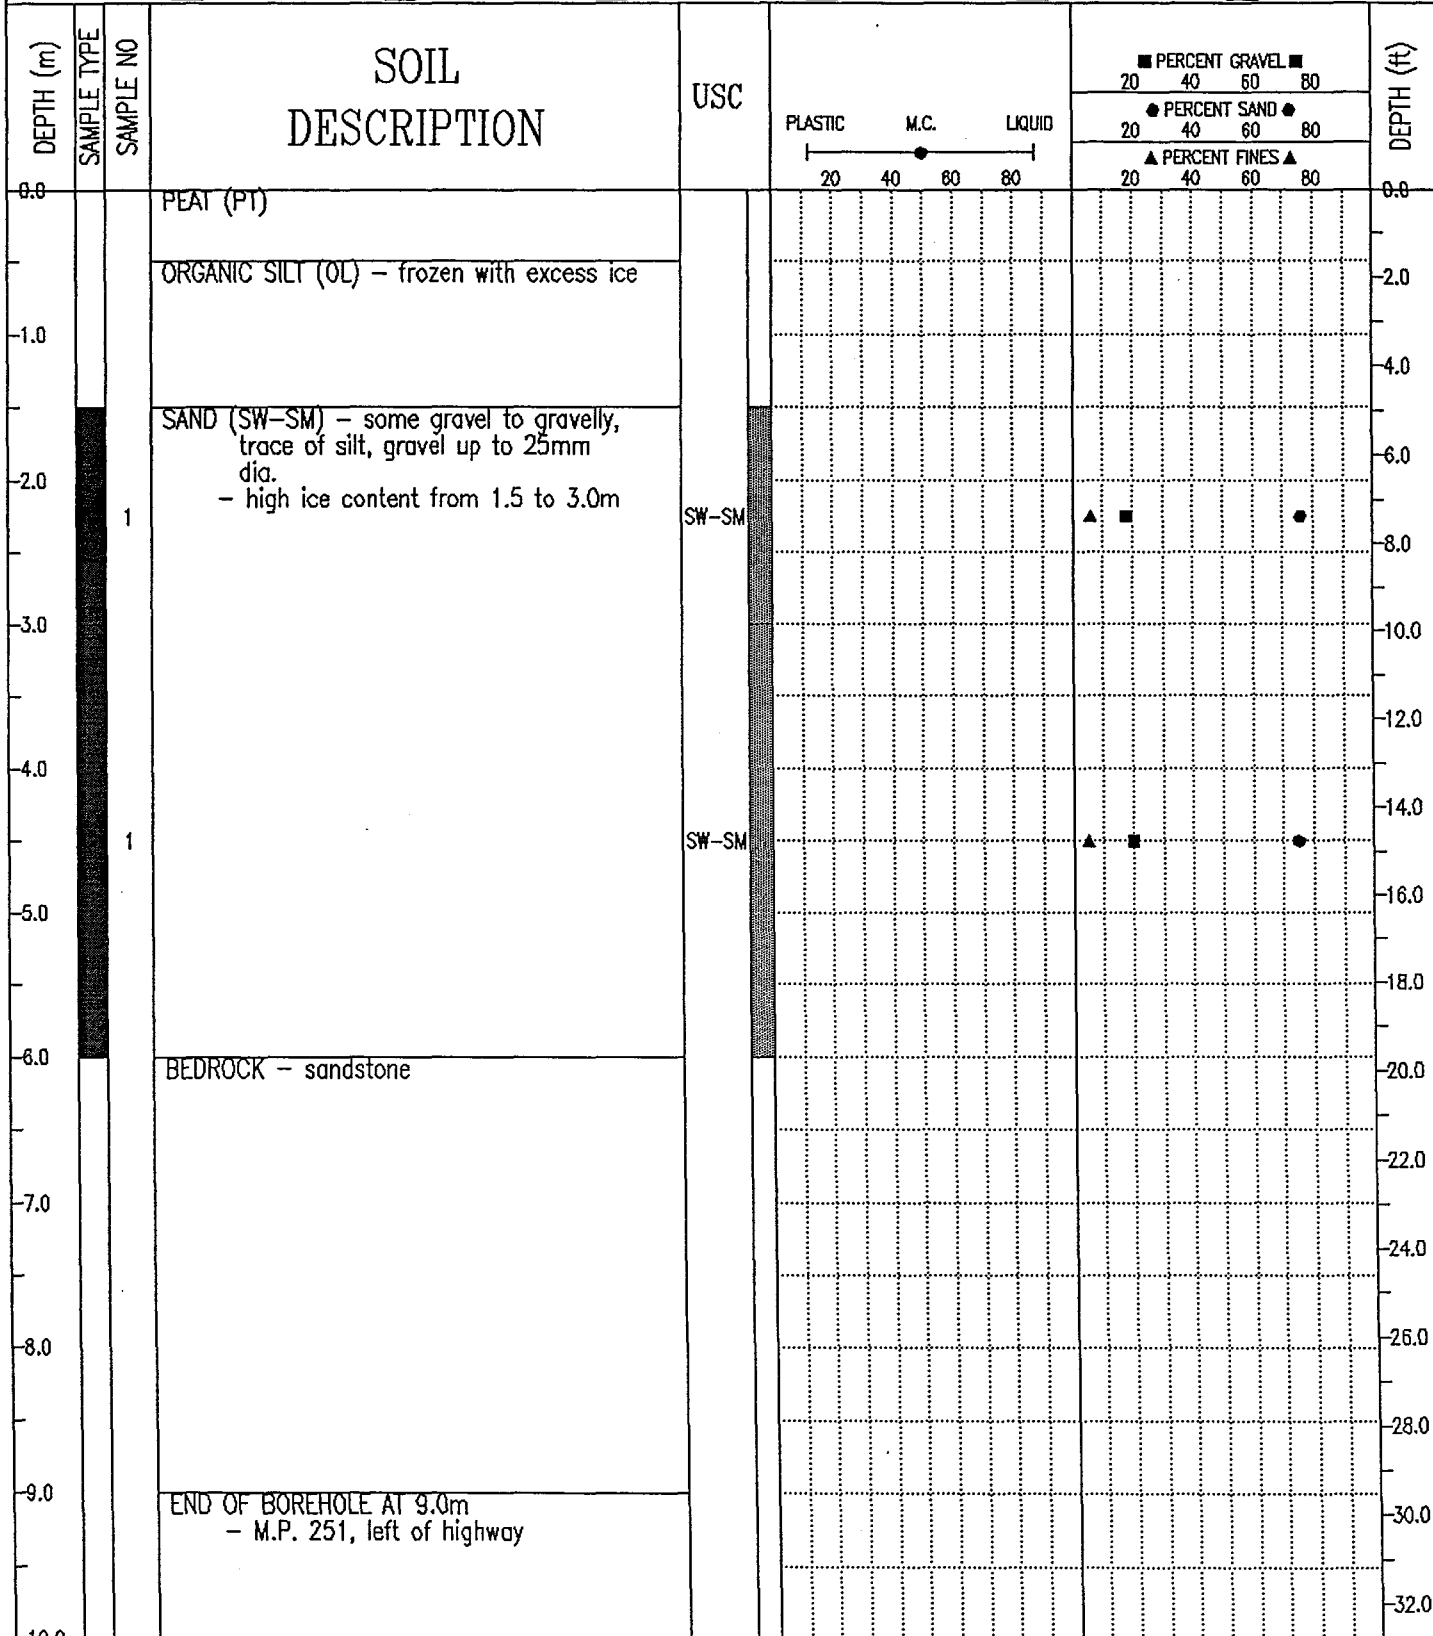 DEPTH (m)
SAMPLE TYPE
SAMPLE NO
SOIL
DESCRIPTION
USC
PLASTIC M.C. LIQUID
20 40 60 80
■ PERCENT GRAVEL ■
20 40 60 80
● PERCENT SAND ●
20 40 60 80
▲ PERCENT FINES ▲
20 40 60 80
DEPTH (ft)
0.0
1.0
2.0
3.0
4.0
5.0
6.0
7.0
8.0
9.0
10.0
1
1
PEAT (PT)
ORGANIC SILT (OL) – frozen with excess ice
SAND (SW–SM) – some gravel to gravelly,
trace of silt, gravel up to 25mm
dia.
– high ice content from 1.5 to 3.0m
BEDROCK – sandstone
END OF BOREHOLE AT 9.0m
– M.P. 251, left of highway
SW–SM
SW–SM
0.0
2.0
4.0
6.0
8.0
10.0
12.0
14.0
16.0
18.0
20.0
22.0
24.0
26.0
28.0
30.0
32.0